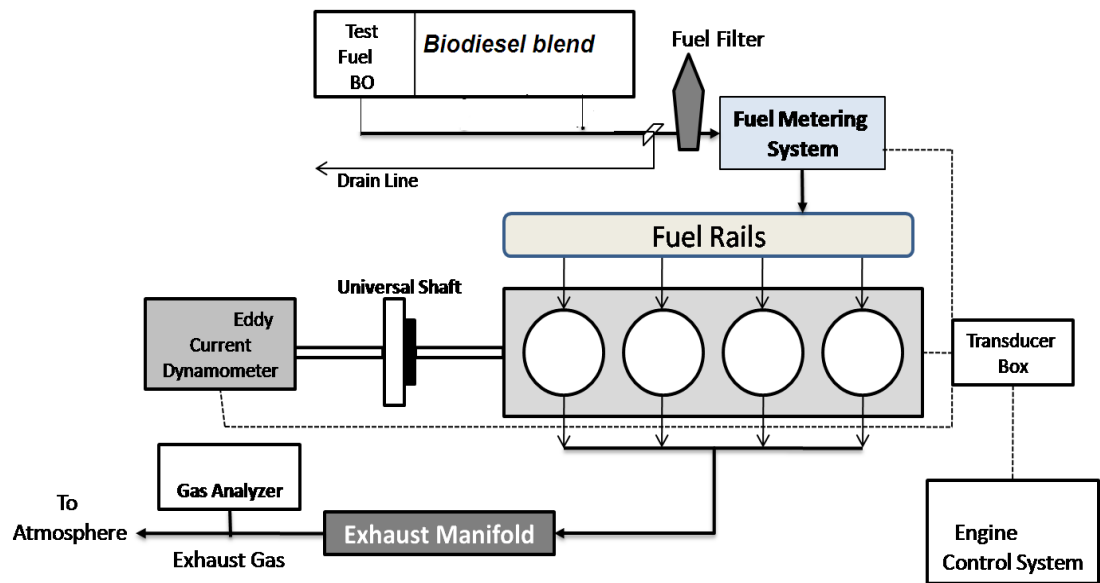 Test
Fuel
BO
Biodiesel blend
Fuel Filter
Fuel Metering
System
Drain Line
Fuel Rails
Universal Shaft
Eddy
Current
Dynamometer
Transducer
Box
Gas Analyzer
To
Atmosphere
Exhaust Manifold
Exhaust Gas
Engine
Control System